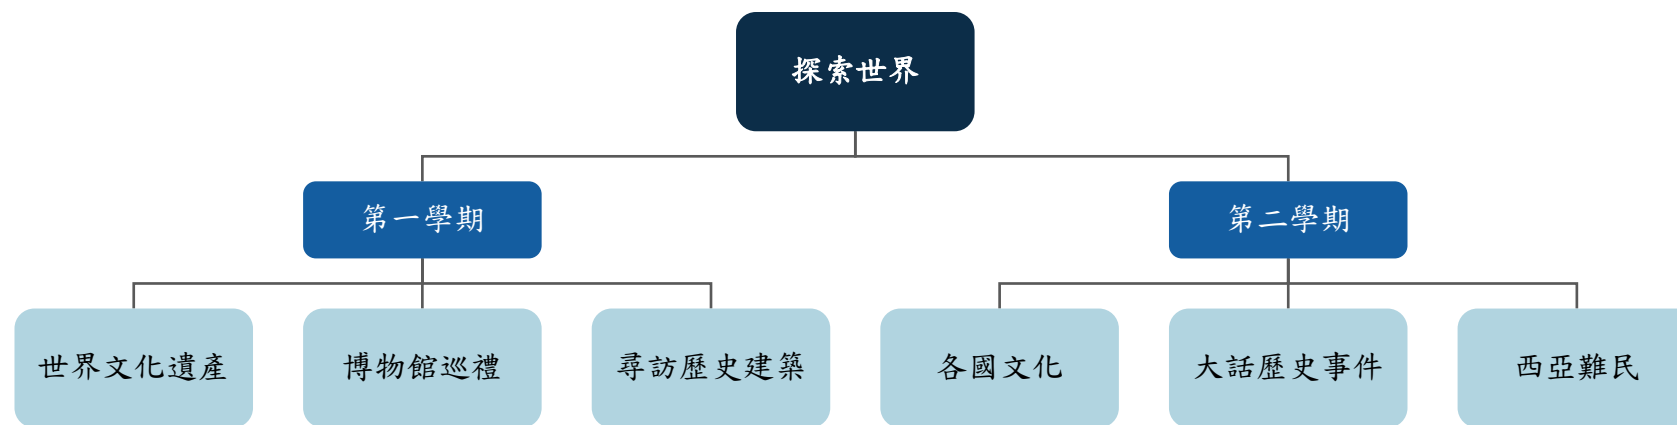 探索世界
第一學期
第二學期
世界文化遺產
博物館巡禮
尋訪歷史建築
各國文化
大話歷史事件
西亞難民